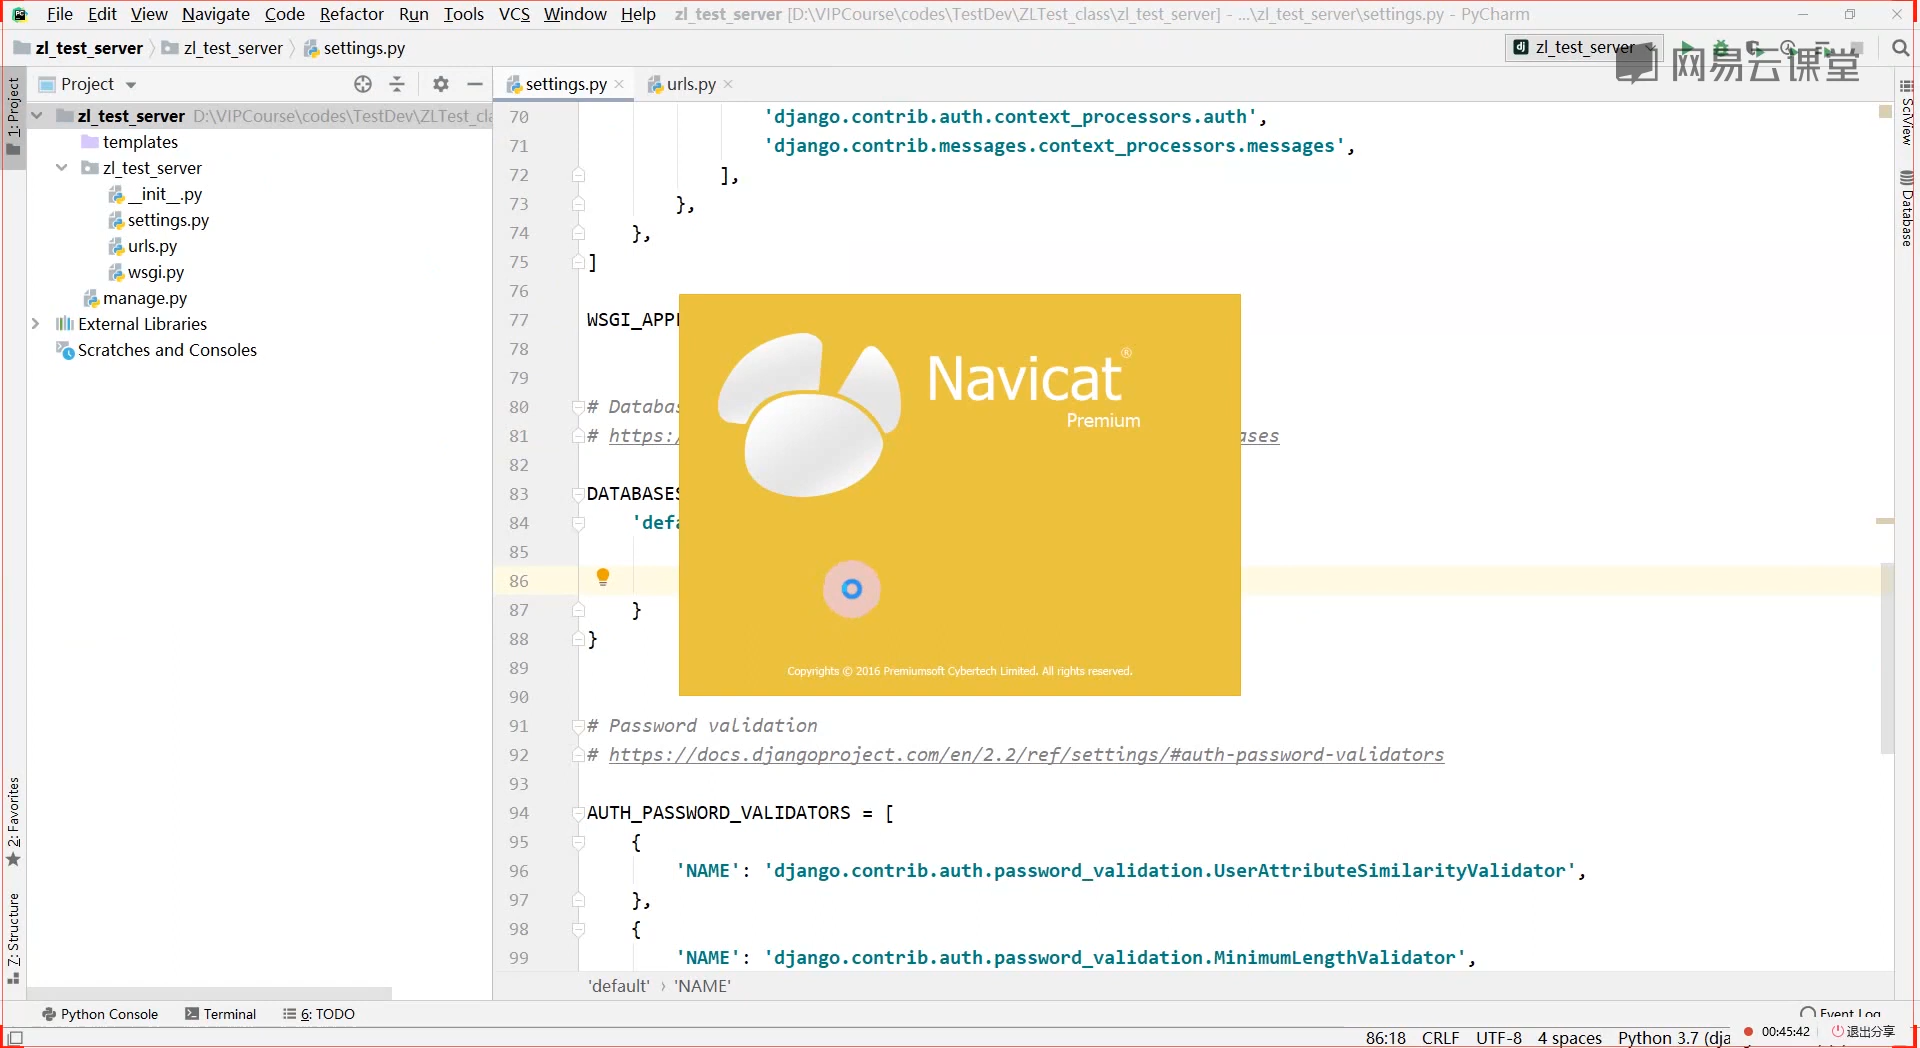 File Edit View Navigate Code Refactor Run Tools VCS Window Help zl_test_server [D:\VIPCourse\codes\TestDev\ZLTest_class\zl_test_server] - ...\zl_test_server\settings.py - PyCharm
zl_test_server zl_test_server settings.py
zl_test_server
网易云课堂
Project
settings.py
urls.py
1: Project
SciView
Database
zl_test_server D:\VIPCourse\codes\TestDev\ZLTest_cla
templates
zl_test_server
__init__.py
settings.py
urls.py
wsgi.py
manage.py
External Libraries
Scratches and Consoles
2: Favorites
7: Structure
70 'django.contrib.auth.context_processors.auth',
71 'django.contrib.messages.context_processors.messages',
72 ],
73 },
74 },
75 ]
76
77 WSGI_APPL
78
79
80 # Databas
81 # https:/ ases
82
83 DATABASES
84 'defa
85
86
87 }
88 }
89
90
91 # Password validation
92 # https://docs.djangoproject.com/en/2.2/ref/settings/#auth-password-validators
93
94 AUTH_PASSWORD_VALIDATORS = [
95 {
96 'NAME': 'django.contrib.auth.password_validation.UserAttributeSimilarityValidator',
97 },
98 {
99 'NAME': 'django.contrib.auth.password_validation.MinimumLengthValidator',
Navicat®
Premium
Copyrights © 2016 Premiumsoft Cybertech Limited. All rights reserved.
'default' › 'NAME'
Python Console Terminal 6: TODO Event Log
86:18 CRLF UTF-8 4 spaces Python 3.7 (dja
00:45:42 退出分享